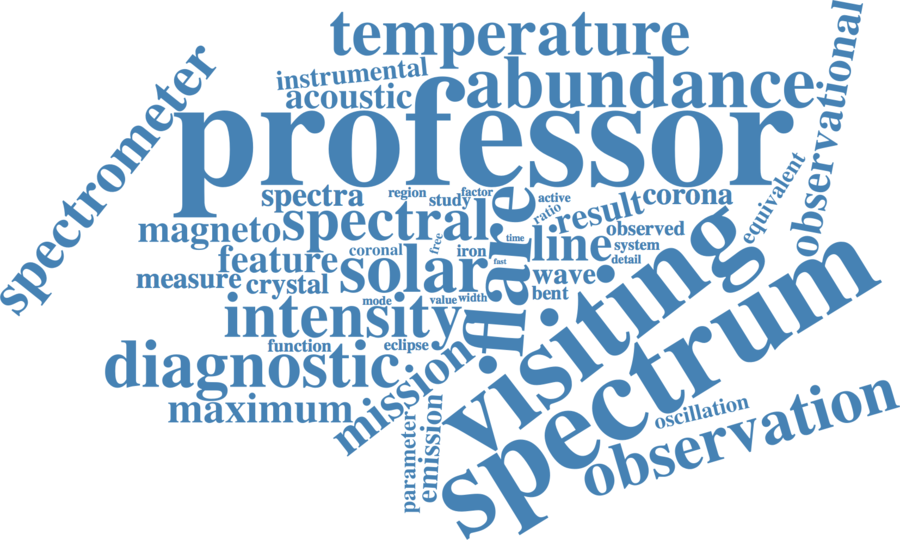 temperature
instrumental
abundance
acoustic
observational
spectrometer
professor
spectra
region
study
factor
active
ratio
result
corona
equivalent
magneto
spectral
flare
free
time
line
observed
system
detail
feature
coronal
iron
fast
measure
crystal
solar
wave
bent
mode
value
width
intensity
visiting
function
eclipse
diagnostic
mission
spectrum
maximum
parameter
emission
oscillation
observation